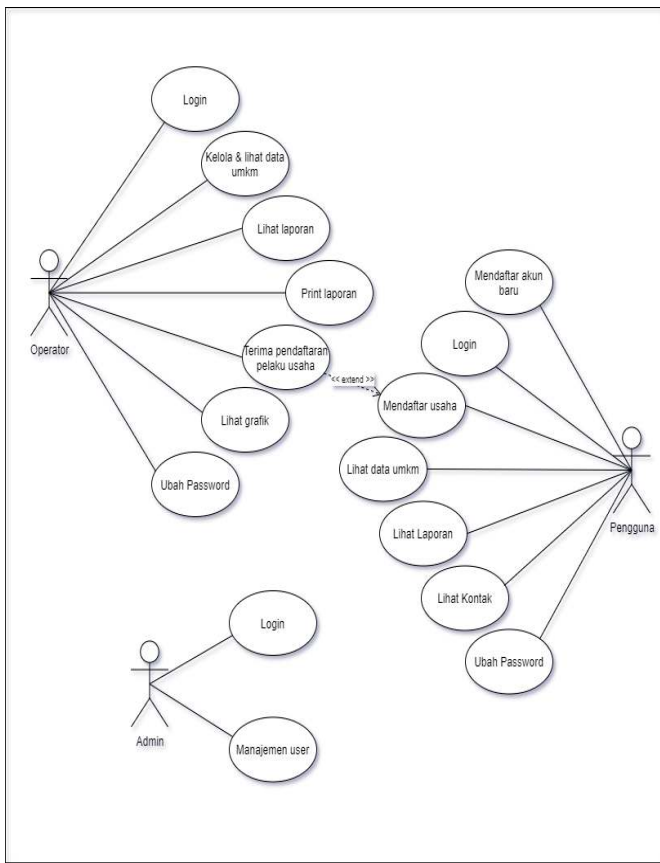 Login
Kelola & lihat data
umkm
Lihat laporan
Print laporan
Terima pendaftaran
pelaku usaha
Lihat grafik
Ubah Password
Operator
<< extend >>
Mendaftar akun
baru
Login
Mendaftar usaha
Lihat data umkm
Lihat Laporan
Lihat Kontak
Ubah Password
Pengguna
Login
Manajemen user
Admin